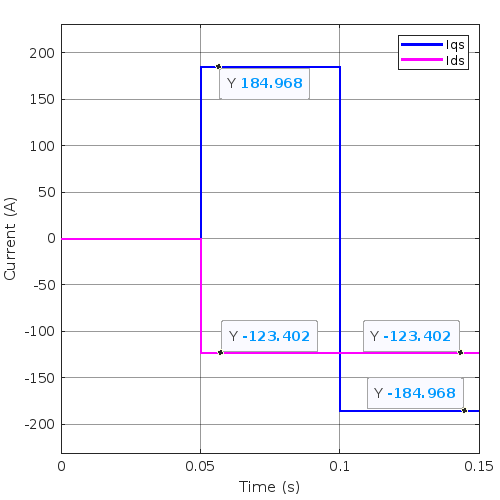 Iqs
Ids
200
150
100
50
0
-50
-100
-150
-200
Y 184.968
Y -123.402
Y -123.402
Y -184.968
0
0.05
0.1
0.15
Time (s)
Current (A)